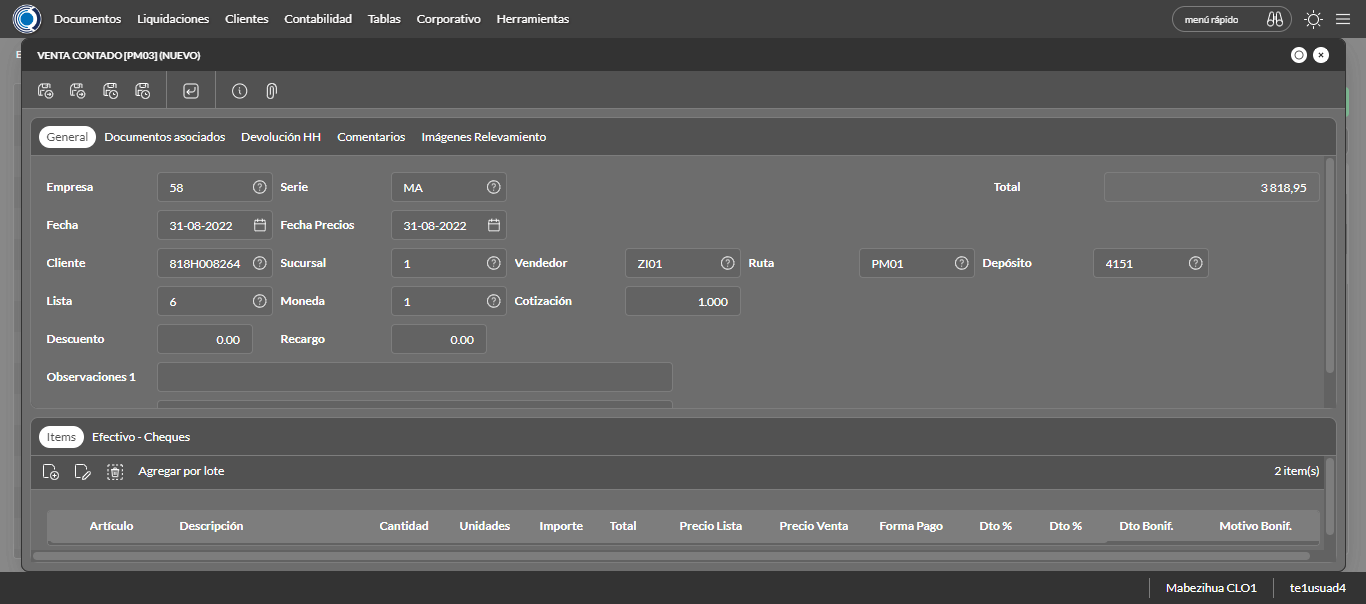 Documentos Liquidaciones Clientes Contabilidad Tablas Corporativo Herramientas menú rápido
VENTA CONTADO [PM03] (NUEVO)
General Documentos asociados Devolución HH Comentarios Imágenes Relevamiento
Empresa 58 Serie MA Total 3 818,95
Fecha 31-08-2022 Fecha Precios 31-08-2022
Cliente 818H008264 Sucursal 1 Vendedor ZI01 Ruta PM01 Depósito 4151
Lista 6 Moneda 1 Cotización 1.000
Descuento 0.00 Recargo 0.00
Observaciones 1
Items Efectivo - Cheques
Agregar por lote 2 item(s)
Artículo Descripción Cantidad Unidades Importe Total Precio Lista Precio Venta Forma Pago Dto % Dto % Dto Bonif. Motivo Bonif.
Mabezihua CLO1 te1usuad4